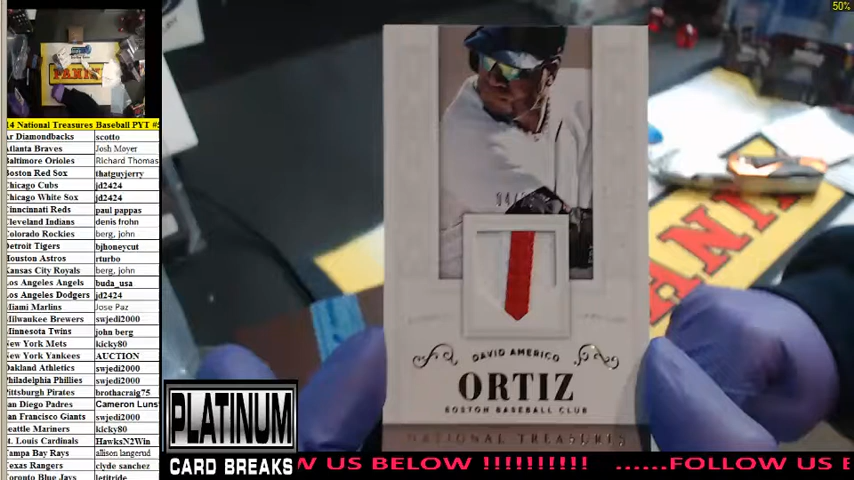 50%
14 National Treasures Baseball PYT
Ar Diamondbacks scotto
Atlanta Braves Josh Moyer
Baltimore Orioles Richard Thomas
Boston Red Sox thatguyjerry
Chicago Cubs jd2424
Chicago White Sox jd2424
Cincinnati Reds paul pappas
Cleveland Indians denis frohn
Colorado Rockies berg, john
Detroit Tigers bjhoneycut
Houston Astros rturbo
Kansas City Royals berg, john
Los Angeles Angels buda_usa
Los Angeles Dodgers jd2424
Miami Marlins Jose Paz
Milwaukee Brewers swjedi2000
Minnesota Twins john berg
New York Mets kicky80
New York Yankees AUCTION
Oakland Athletics swjedi2000
Philadelphia Phillies swjedi2000
Pittsburgh Pirates brothacraig75
San Diego Padres Cameron Luns
San Francisco Giants swjedi2000
Seattle Mariners kicky80
St. Louis Cardinals HawksN2Win
Tampa Bay Rays allison langerud
Texas Rangers clyde sanchez
Toronto Blue Jays letitride
PANINI
DAVID AMERICO
ORTIZ
BOSTON BASEBALL CLUB
NATIONAL TREASURES
PANINI
PLATINUM
CARD BREAKS
W US BELOW !!!!!!!!!! ......FOLLOW US B